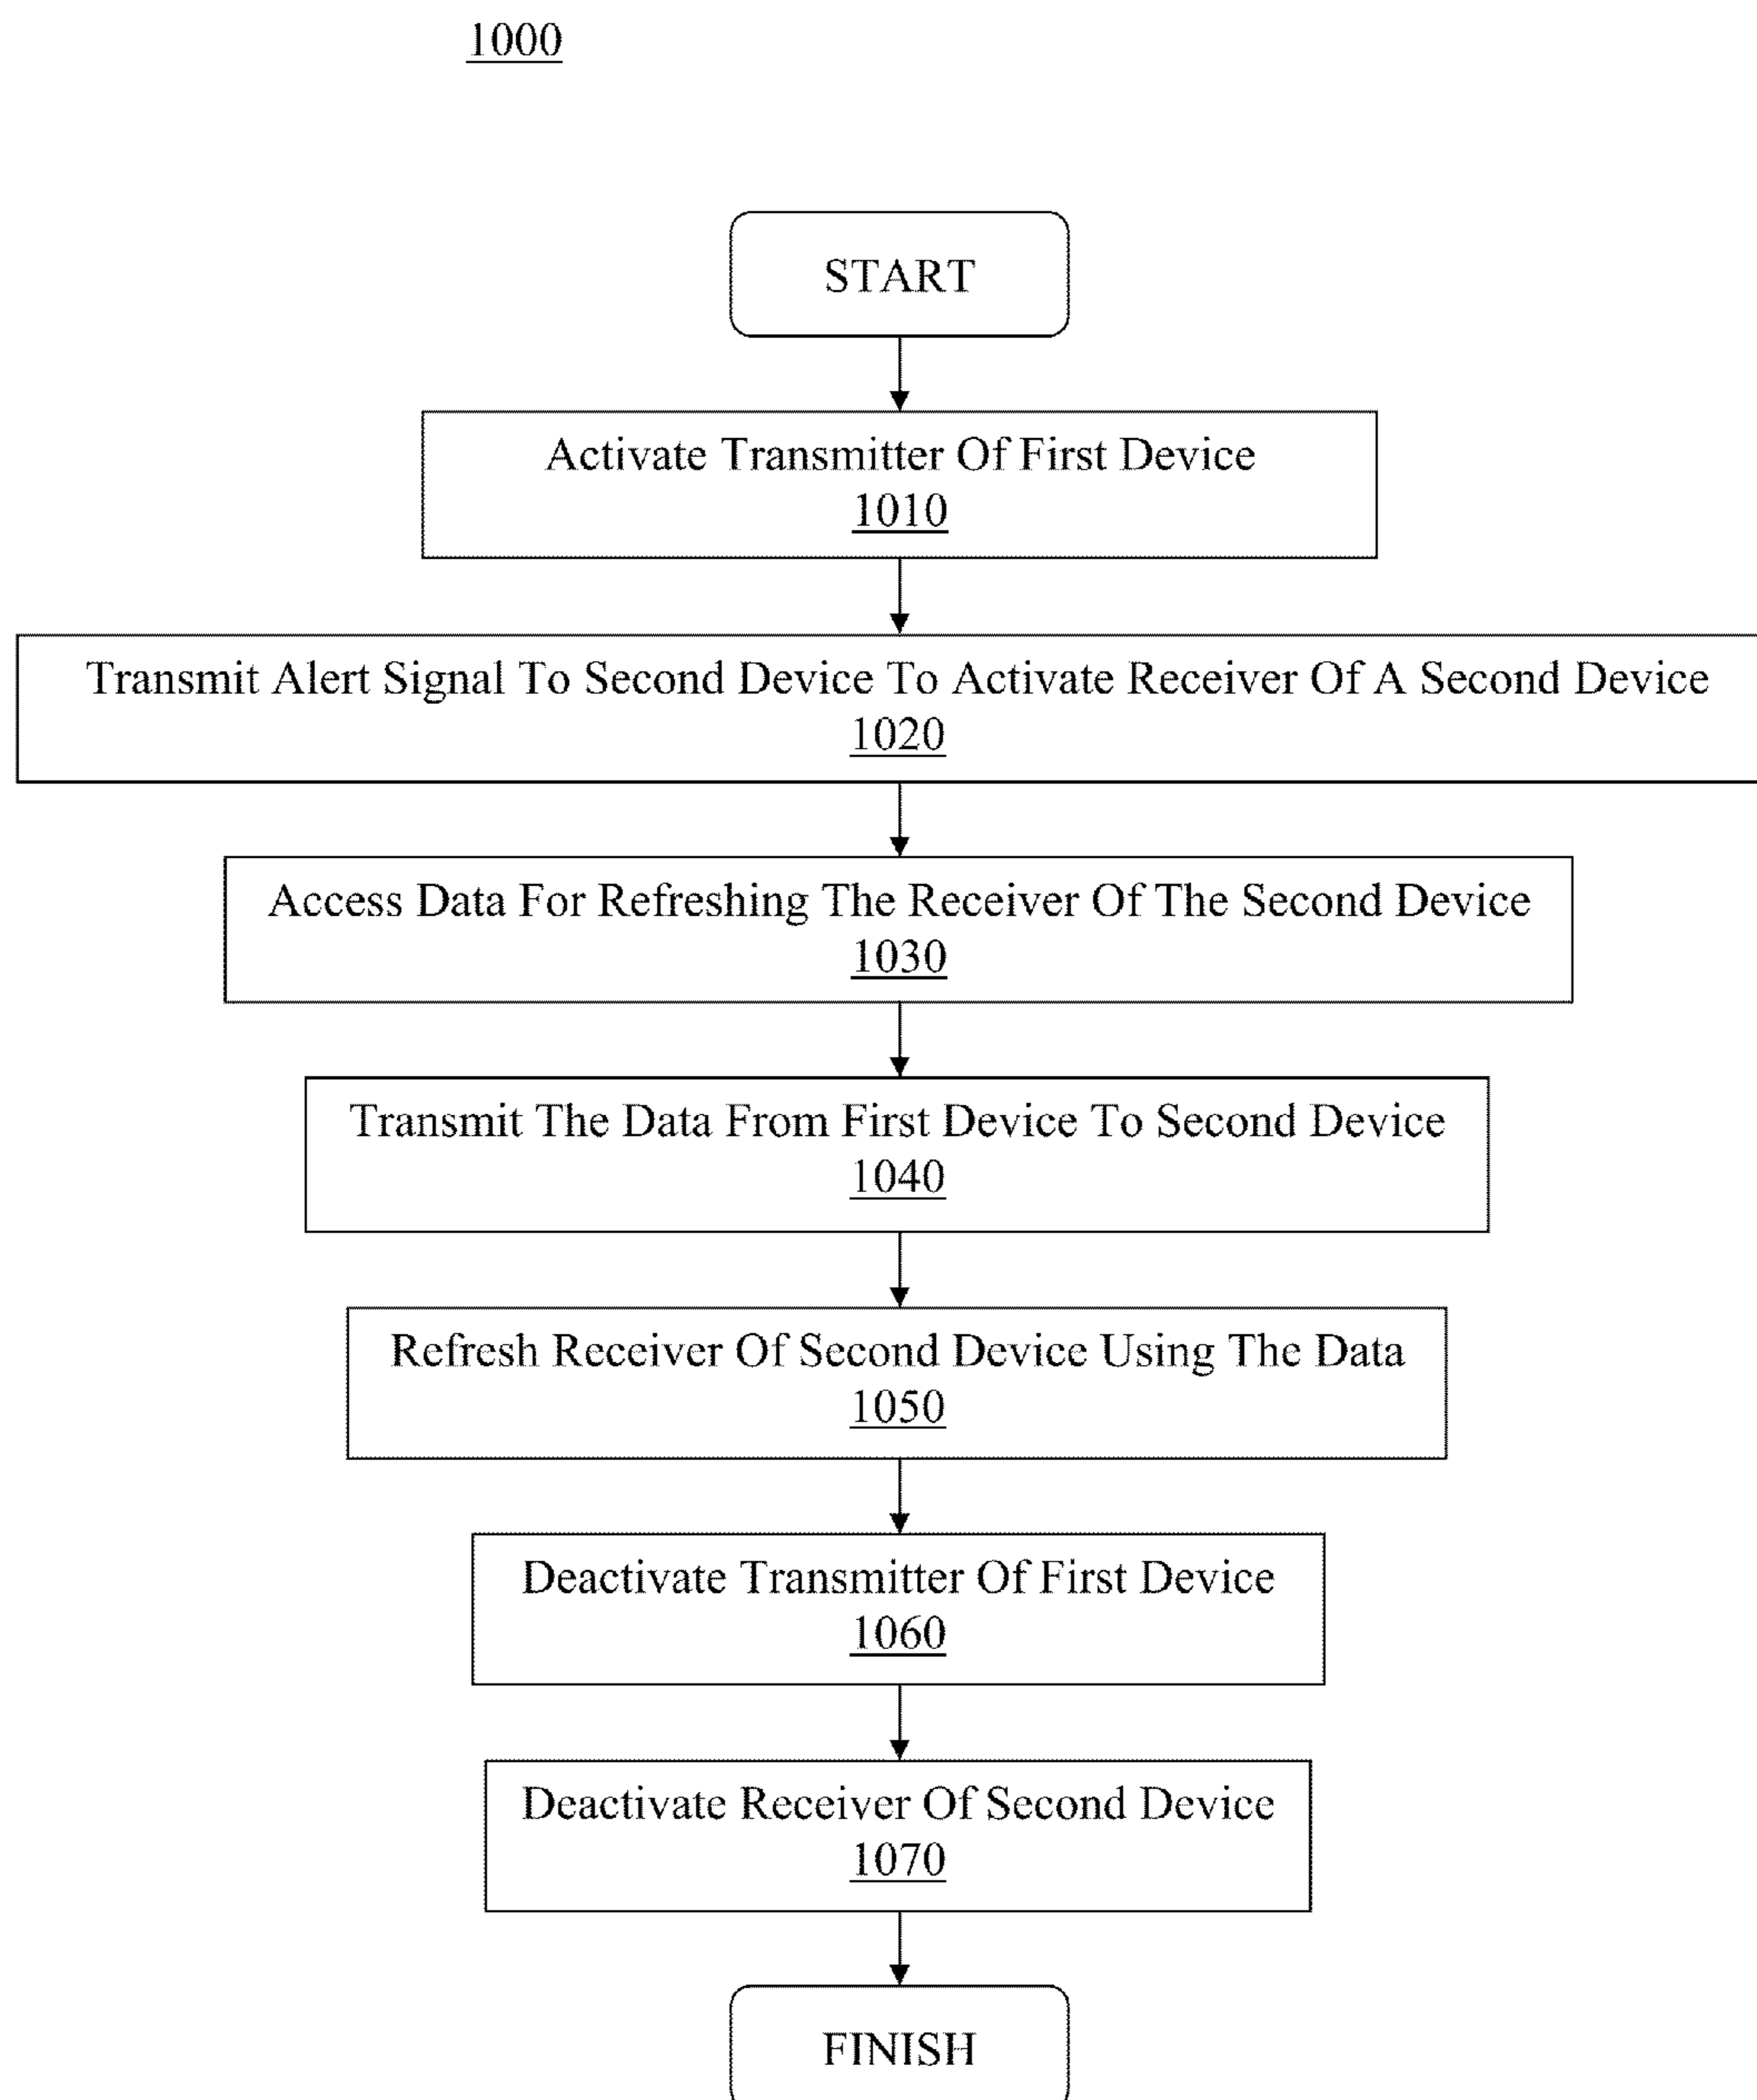 1000
START
Activate Transmitter Of First Device
1010
Transmit Alert Signal To Second Device To Activate Receiver Of A Second Device
1020
Access Data For Refreshing The Receiver Of The Second Device
1030
Transmit The Data From First Device To Second Device
1040
Refresh Receiver Of Second Device Using The Data
1050
Deactivate Transmitter Of First Device
1060
Deactivate Receiver Of Second Device
1070
FINISH